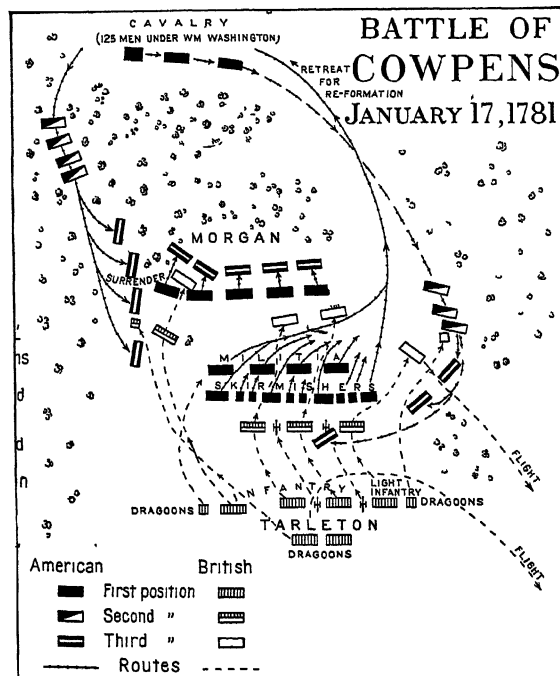 BATTLE OF
COWPENS
JANUARY 17, 1781
CAVALRY
(125 MEN UNDER WM WASHINGTON)
RETREAT
FOR
RE-FORMATION
MORGAN
SURRENDER
MILITIA
SKIRMISHERS
INFANTRY
LIGHT
INFANTRY
DRAGOONS
DRAGOONS
TARLETON
DRAGOONS
FLIGHT
FLIGHT
ns
d
d
n
American British
First position
Second "
Third "
Routes